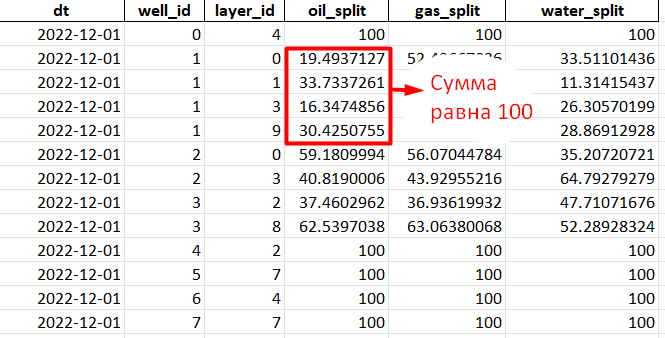 dt well_id layer_id oil_split gas_split water_split
2022-12-01 0 4 100 100 100
2022-12-01 1 0 19.4937127 33.51101436
2022-12-01 1 1 33.7337261 11.31415437
2022-12-01 1 3 16.3474856 26.30570199
2022-12-01 1 9 30.4250755 28.86912928
Сумма
равна 100
2022-12-01 2 0 59.1809994 56.07044784 35.20720721
2022-12-01 2 3 40.8190006 43.92955216 64.79279279
2022-12-01 3 2 37.4602962 36.93619932 47.71071676
2022-12-01 3 8 62.5397038 63.06380068 52.28928324
2022-12-01 4 2 100 100 100
2022-12-01 5 7 100 100 100
2022-12-01 6 4 100 100 100
2022-12-01 7 7 100 100 100